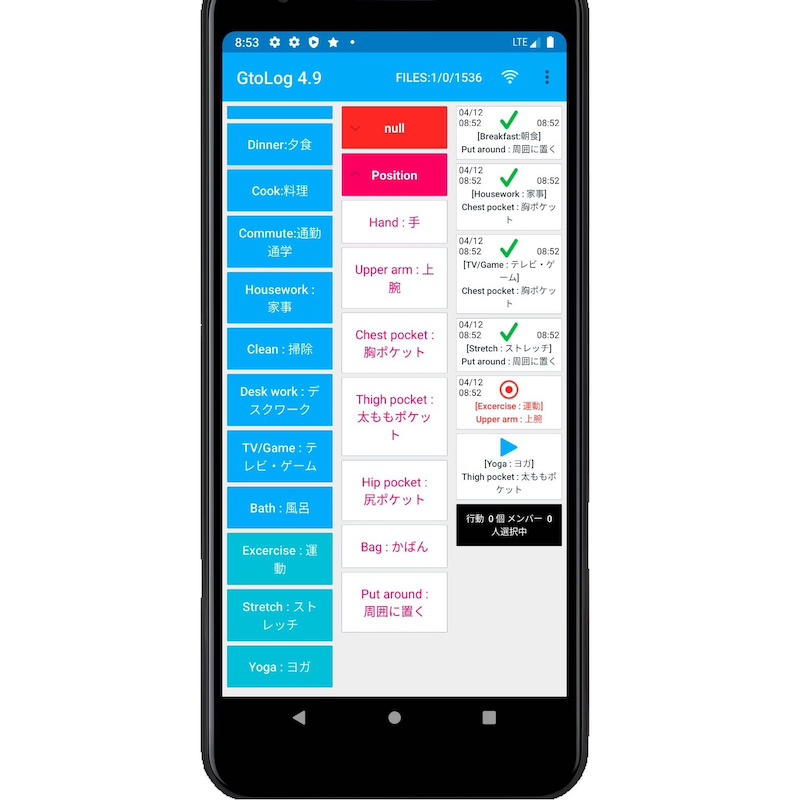 8:53
LTE
GtoLog 4.9
FILES:1/0/1536
Dinner:夕食
Cook:料理
Commute:通勤
通学
Housework :
家事
Clean : 掃除
Desk work : デ
スクワーク
TV/Game : テ
レビ・ゲーム
Bath : 風呂
Excercise : 運
動
Stretch : スト
レッチ
Yoga : ヨガ
null
Position
Hand : 手
Upper arm : 上
腕
Chest pocket :
胸ポケット
Thigh pocket :
太ももポケッ
ト
Hip pocket :
尻ポケット
Bag : かばん
Put around :
周囲に置く
04/12
08:52 08:52
[Breakfast:朝食]
Put around : 周囲に置く
04/12
08:52 08:52
[Housework : 家事]
Chest pocket : 胸ポケッ
ト
04/12
08:52 08:52
[TV/Game : テレビ・ゲ
ーム]
Chest pocket : 胸ポケッ
ト
04/12
08:52 08:52
[Stretch : ストレッチ]
Put around : 周囲に置く
04/12
08:52
[Excercise : 運動]
Upper arm : 上腕
[Yoga : ヨガ]
Thigh pocket : 太ももポ
ケット
行動 0 個 メンバー 0
人選択中